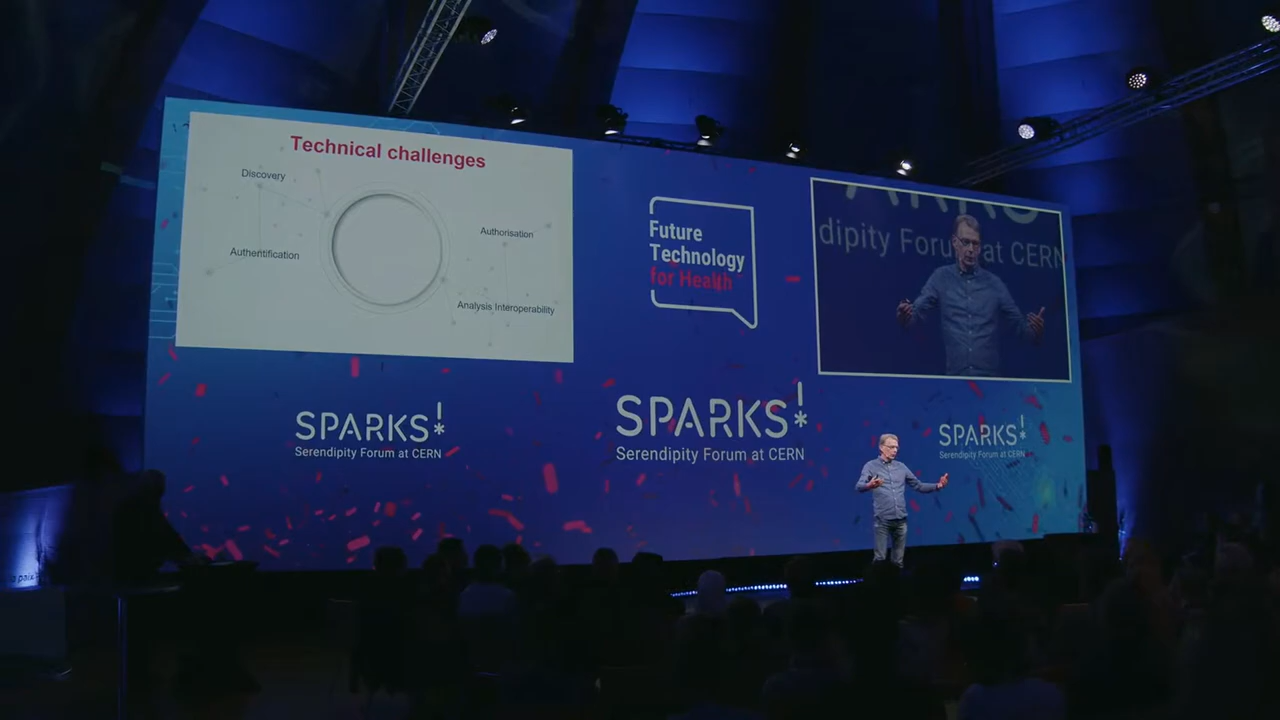 Technical challenges
Discovery
Authentification
Authorisation
Analysis Interoperability
Future
Technology
for Health
dipity Forum at CERN
SPARKS!
Serendipity Forum at CERN
SPARKS!
Serendipity Forum at CERN
SPARKS!
Serendipity Forum at CERN